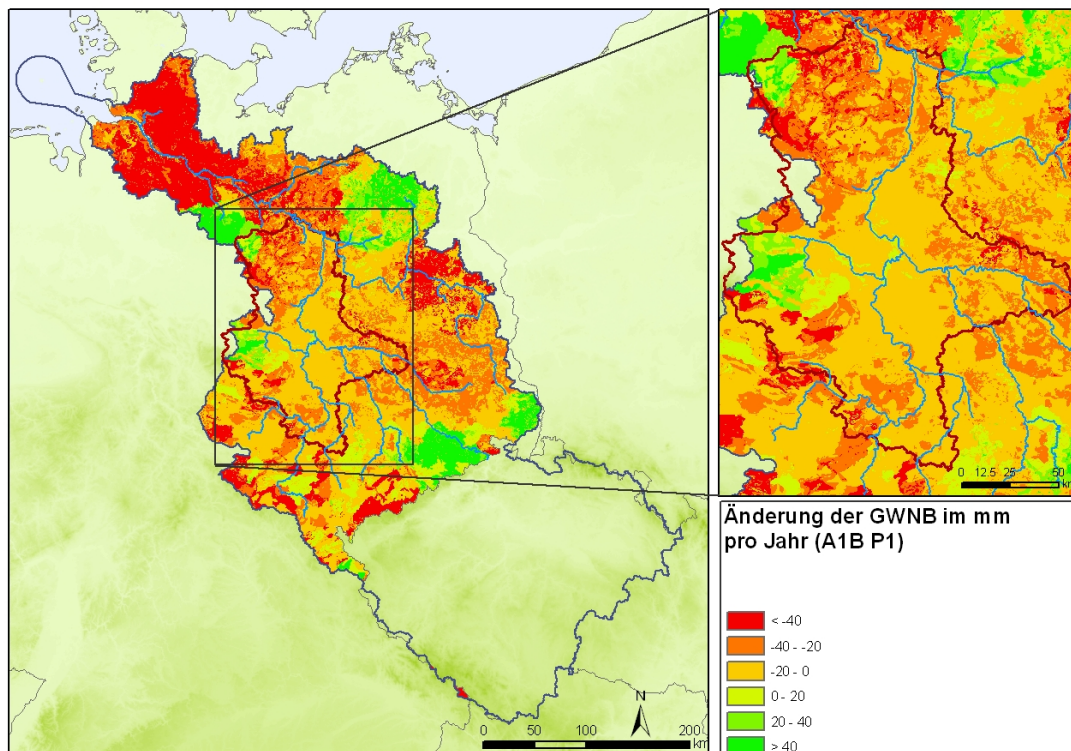 Änderung der GWNB im mm
pro Jahr (A1B P1)
< -40
-40 - -20
-20 - 0
0 - 20
20 - 40
> 40
N
0 50 100 200
km
0 12.5 25 50
km